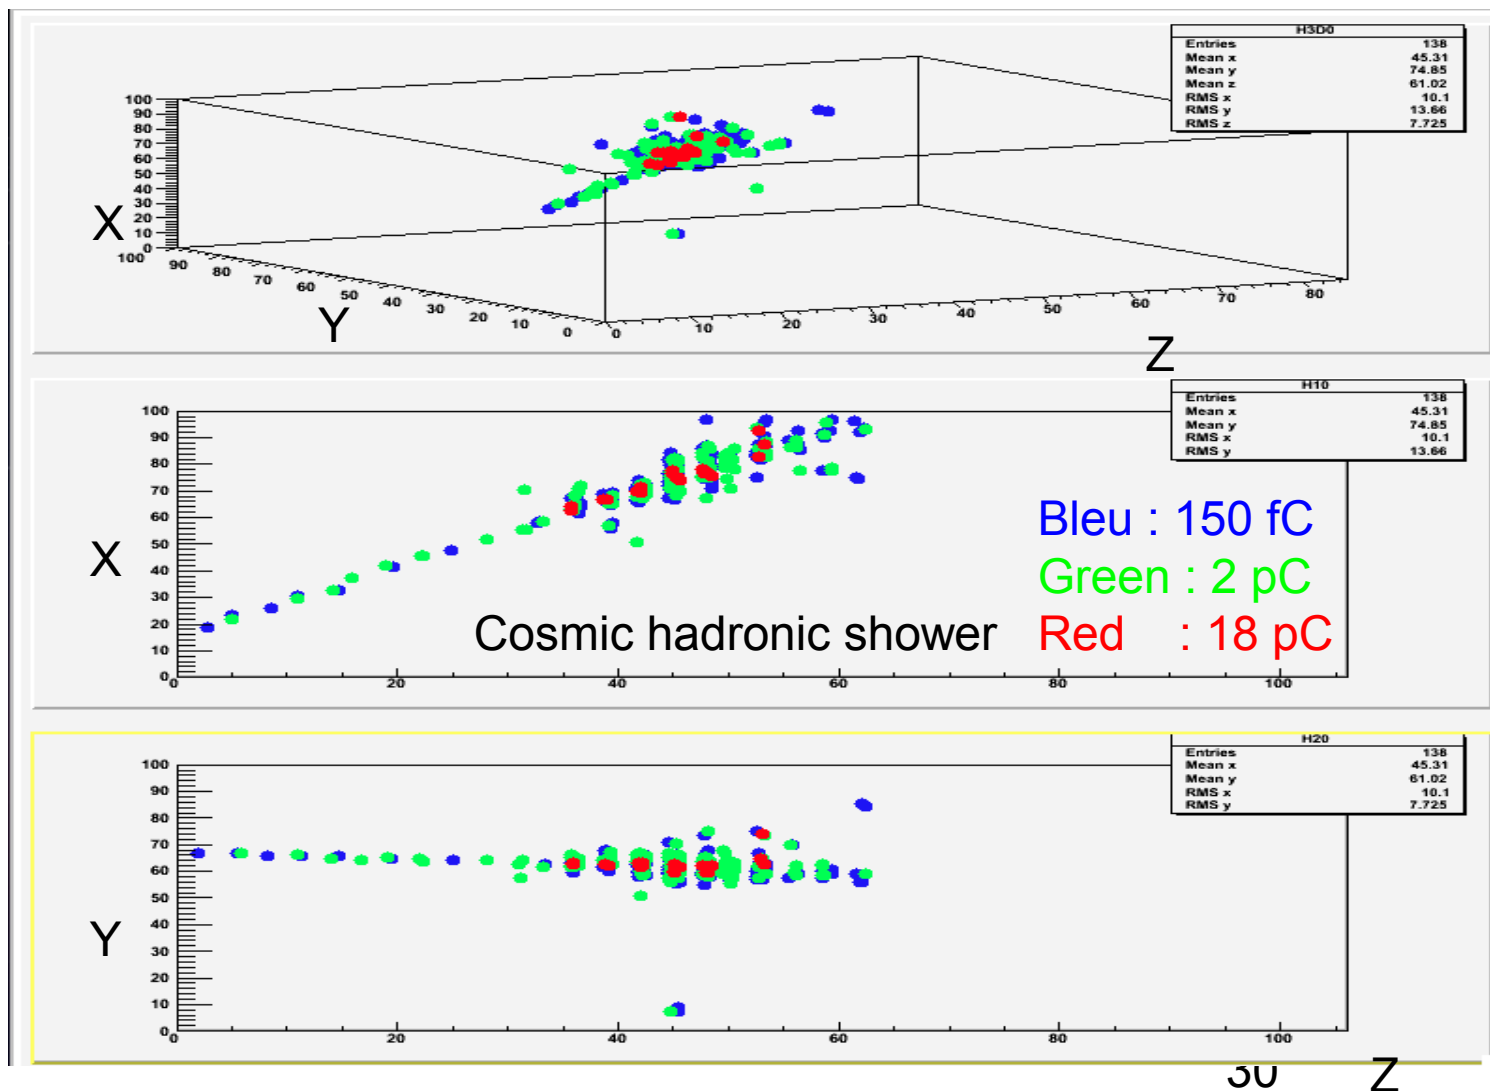 H3D0
Entries 138
Mean x 45.31
Mean y 74.85
Mean z 61.02
RMS x 10.1
RMS y 13.66
RMS z 7.725
100
90
80
70
60
50
40
30
20
10
0
X
100 90 80 70 60 50 40 30 20 10 0
Y
0 10 20 30 40 50 60 70 80
Z
H10
Entries 138
Mean x 45.31
Mean y 74.85
RMS x 10.1
RMS y 13.66
100
90
80
70
60
50
40
30
20
10
0
X
0 20 40 60 80 100
Bleu : 150 fC
Green : 2 pC
Cosmic hadronic shower Red : 18 pC
H20
Entries 138
Mean x 45.31
Mean y 61.02
RMS x 10.1
RMS y 7.725
100
90
80
70
60
50
40
30
20
10
0
Y
0 20 40 60 80 100
30 Z